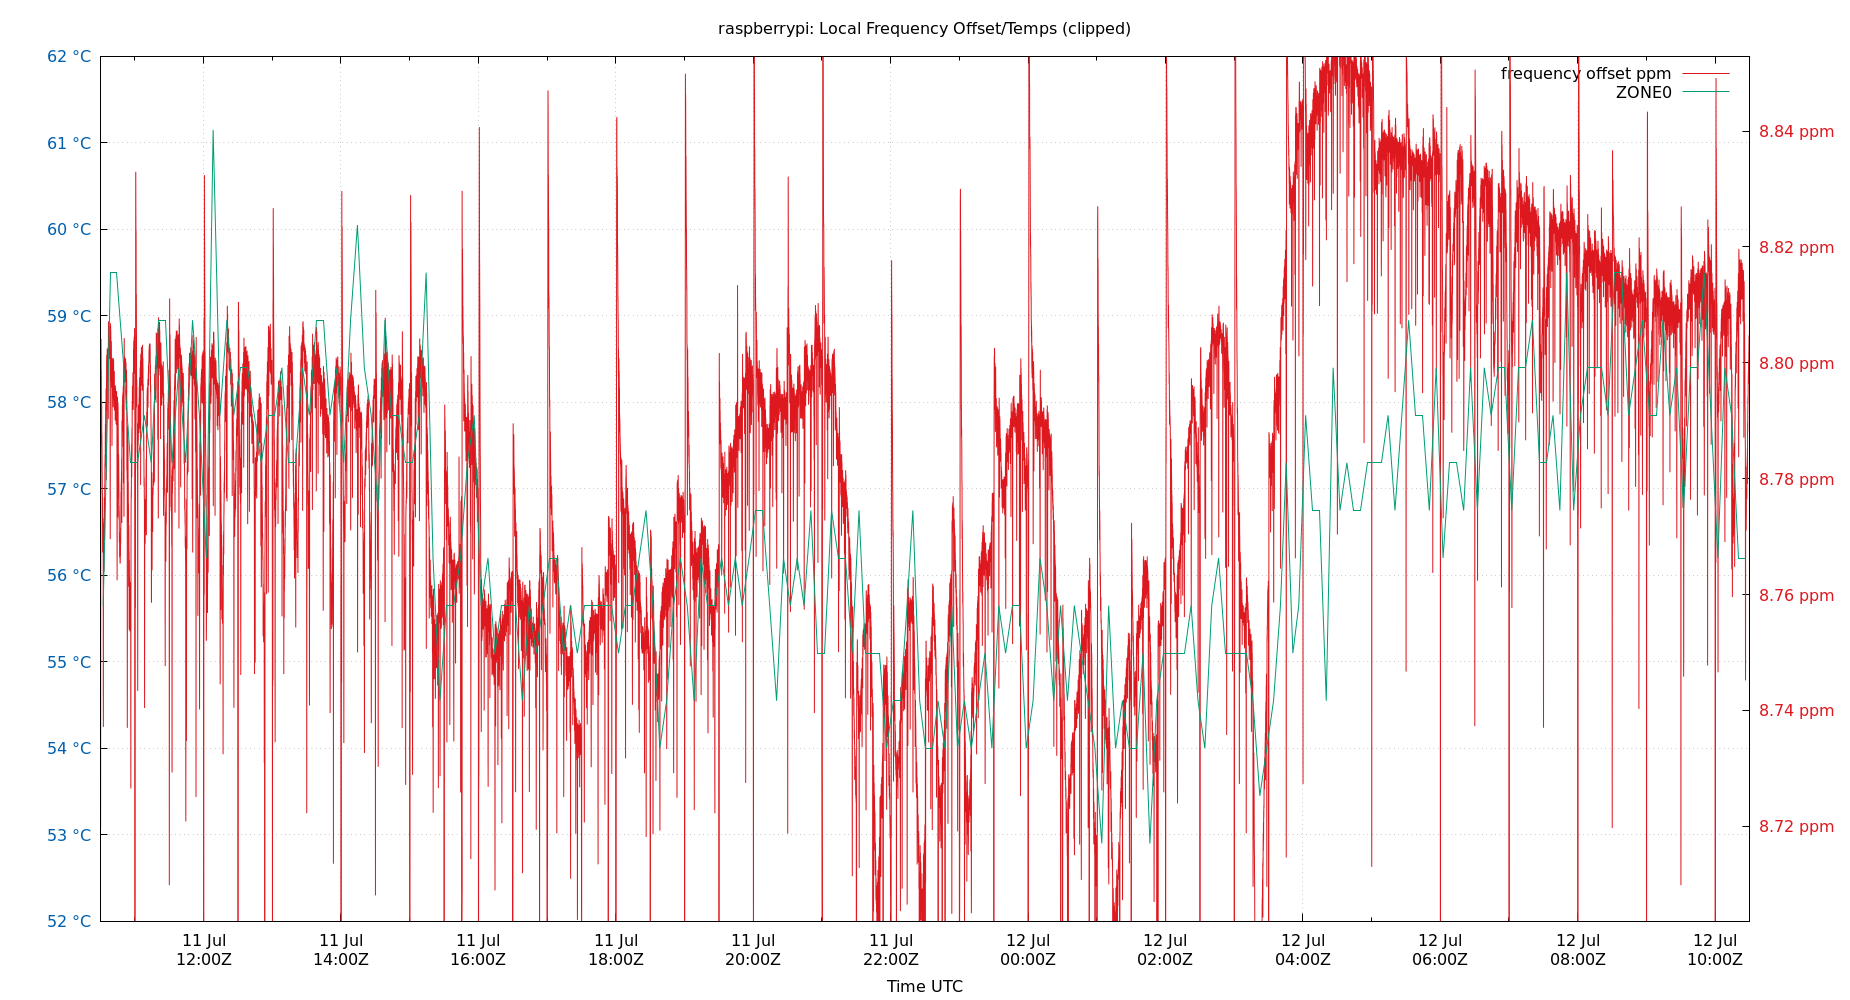 raspberrypi: Local Frequency Offset/Temps (clipped)
frequency offset ppm
ZONE0
62 °C
61 °C
60 °C
59 °C
58 °C
57 °C
56 °C
55 °C
54 °C
53 °C
52 °C
8.84 ppm
8.82 ppm
8.80 ppm
8.78 ppm
8.76 ppm
8.74 ppm
8.72 ppm
11 Jul 11 Jul 11 Jul 11 Jul 11 Jul 11 Jul 12 Jul 12 Jul 12 Jul 12 Jul 12 Jul 12 Jul
12:00Z 14:00Z 16:00Z 18:00Z 20:00Z 22:00Z 00:00Z 02:00Z 04:00Z 06:00Z 08:00Z 10:00Z
Time UTC